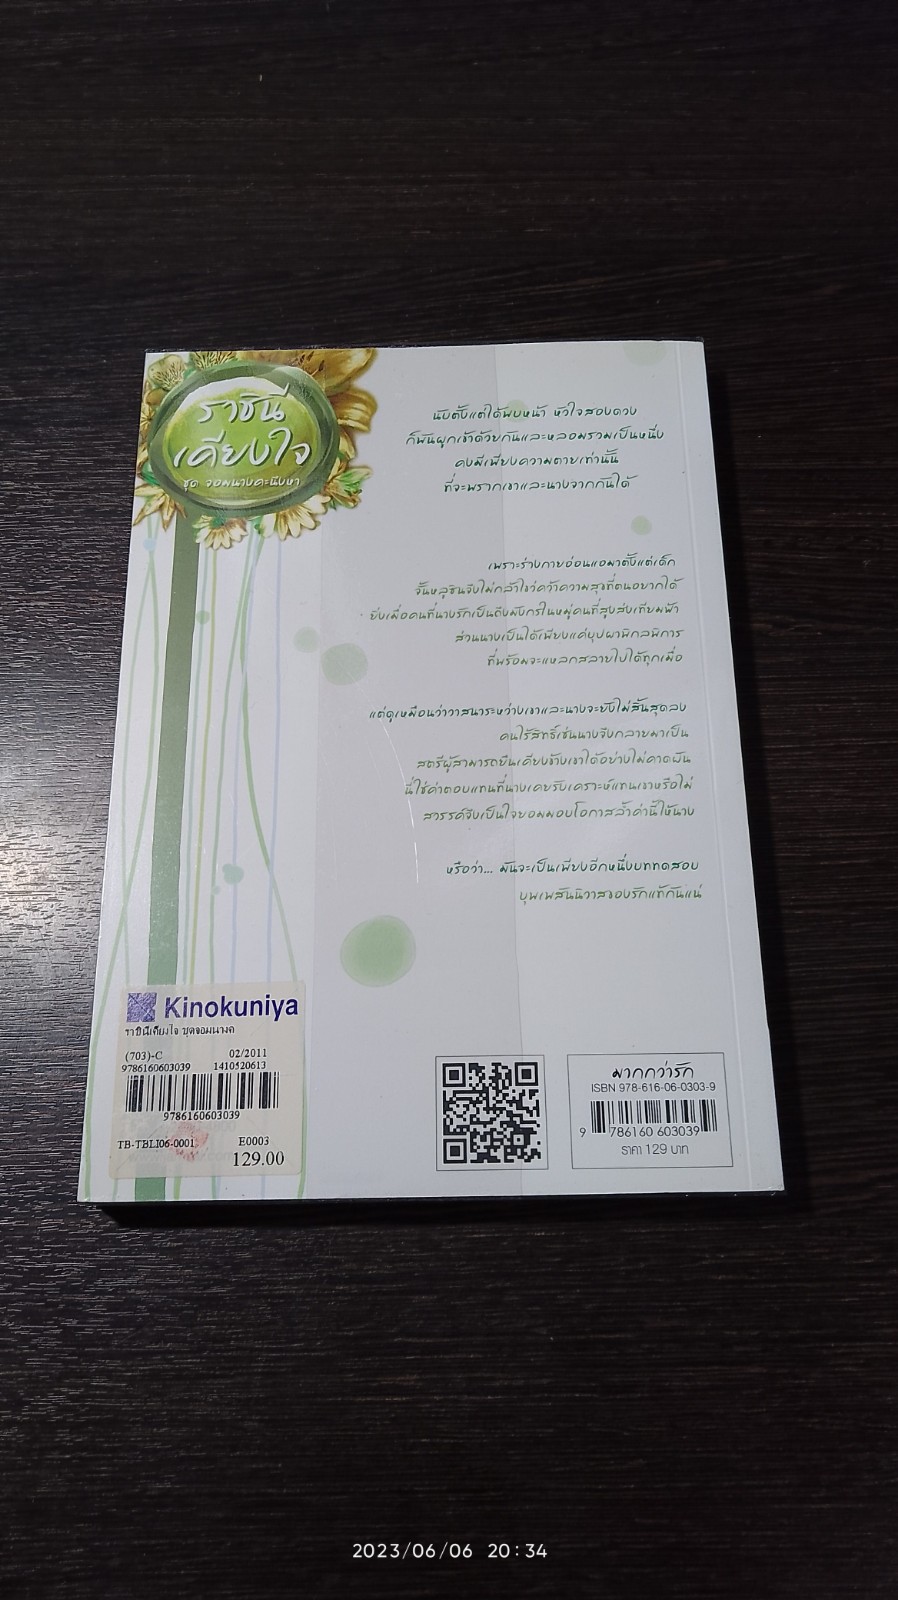 ราชินี
เคียงใจ
ชุด จอมนางคะนึงหา
นับตั้งแต่ได้พบหน้า หัวใจสองดวง
ก็พันผูกเข้าด้วยกันและหลอมรวมเป็นหนึ่ง
คงมีเพียงความตายเท่านั้น
ที่จะพรากเขาและนางจากกันได้
เพราะร่างกายอ่อนแอมาตั้งแต่เด็ก
จั้นหลูซินจึงไม่กล้าไขว่คว้าความสุขที่ตนอยากได้
ยิ่งเมื่อคนที่นางรักเป็นถึงมังกรในหมู่คนที่สูงส่งเทียมฟ้า
ส่วนนางเป็นได้เพียงแค่บุปผาพิกลพิการ
ที่พร้อมจะแหลกสลายไปได้ทุกเมื่อ
แต่ดูเหมือนว่าวาสนาระหว่างเขาและนางจะยังไม่สิ้นสุดลง
คนไร้สิทธิ์เช่นนางจึงกลายมาเป็น
สตรีผู้สามารถยืนเคียงข้างเขาได้อย่างไม่คาดฝัน
นี่ใช่ค่าตอบแทนที่นางเคยรับเคราะห์แทนเขาหรือไม่
สวรรค์จึงเป็นใจยอมมอบโอกาสล้ำค่านี้ให้นาง
หรือว่า... มันจะเป็นเพียงอีกหนึ่งบททดสอบ
บุพเพสันนิวาสของรักแท้กันแน่
Kinokuniya
ราชินีเคียงใจ ชุดจอมนางค
(703)-C 02/2011
9786160603039 1410520613
9786160603039
TB-TBLI06-0001 E0003
129.00
มากกว่ารัก
ISBN 978-616-06-0303-9
9 786160 603039
ราคา 129 บาท
2023/06/06 20:34